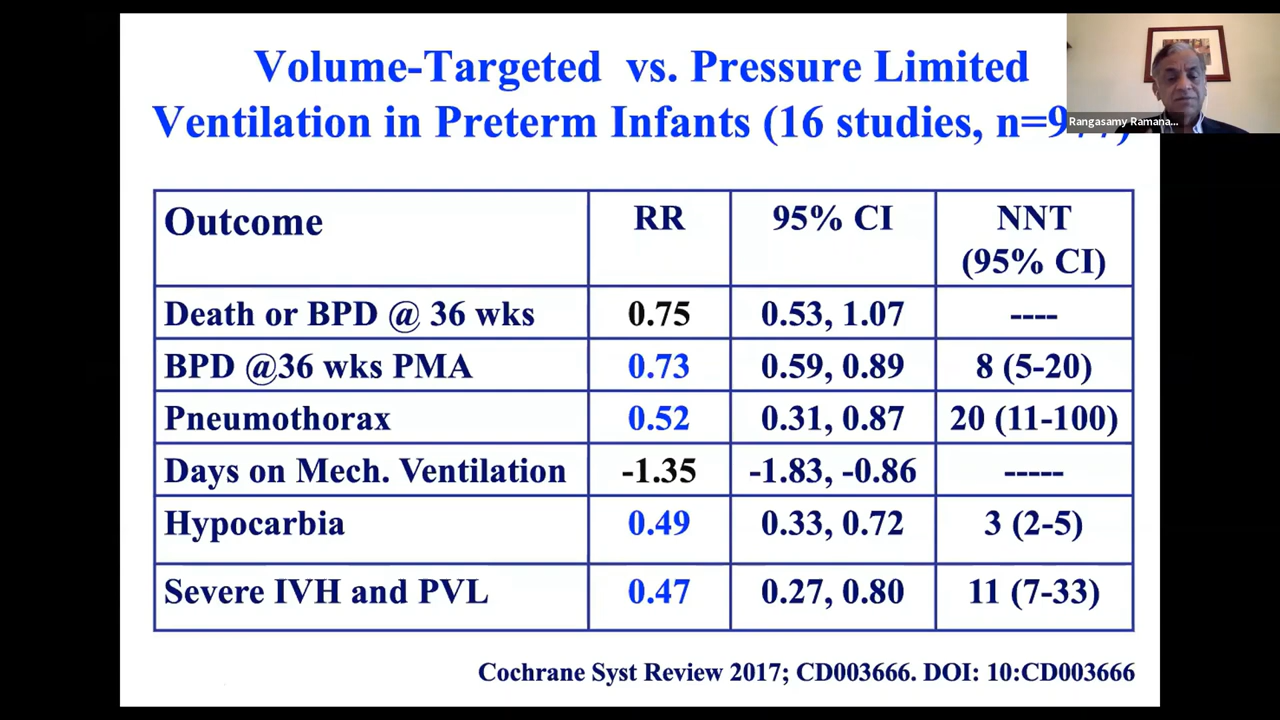 Volume-Targeted vs. Pressure Limited
Ventilation in Preterm Infants (16 studies,
Rangasamy Ramana...
Outcome RR 95% CI NNT (95% CI)
Death or BPD @ 36 wks 0.75 0.53, 1.07 ----
BPD @36 wks PMA 0.73 0.59, 0.89 8 (5-20)
Pneumothorax 0.52 0.31, 0.87 20 (11-100)
Days on Mech. Ventilation -1.35 -1.83, -0.86 -----
Hypocarbia 0.49 0.33, 0.72 3 (2-5)
Severe IVH and PVL 0.47 0.27, 0.80 11 (7-33)
Cochrane Syst Review 2017; CD003666. DOI: 10:CD003666